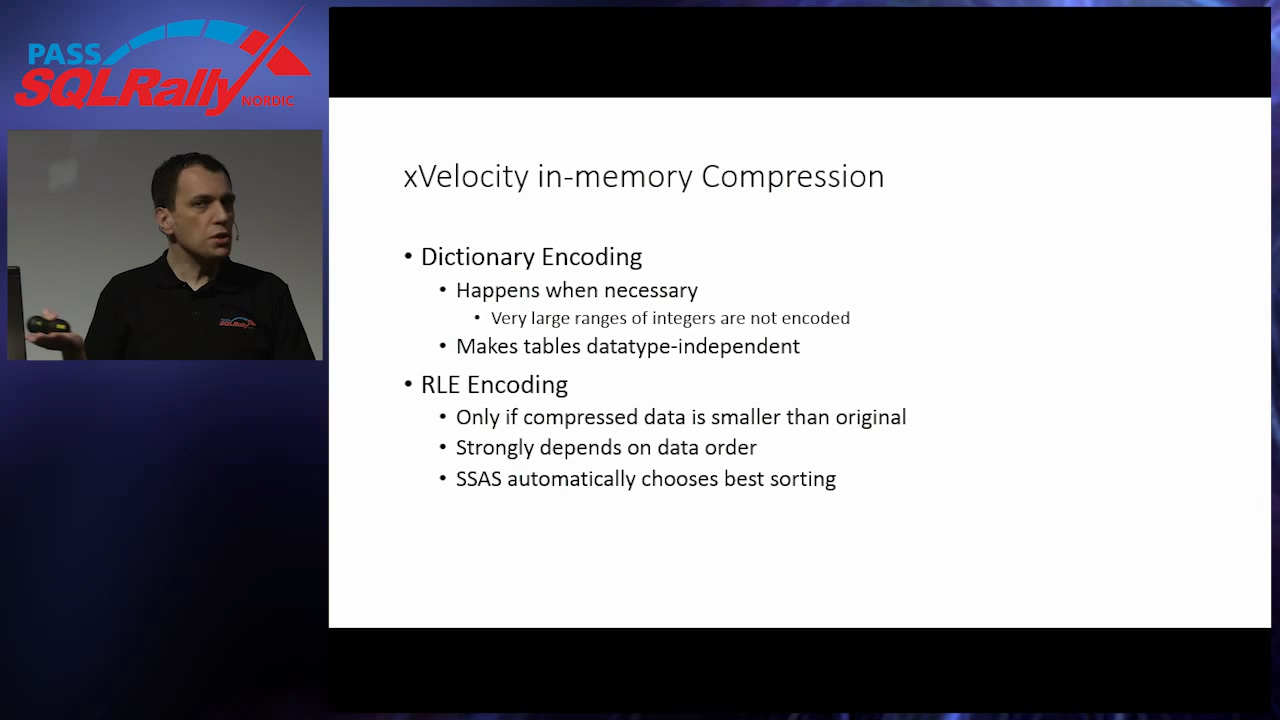 PASS
SQLRally
NORDIC
xVelocity in-memory Compression
• Dictionary Encoding
• Happens when necessary
• Very large ranges of integers are not encoded
• Makes tables datatype-independent
• RLE Encoding
• Only if compressed data is smaller than original
• Strongly depends on data order
• SSAS automatically chooses best sorting
SQLRally